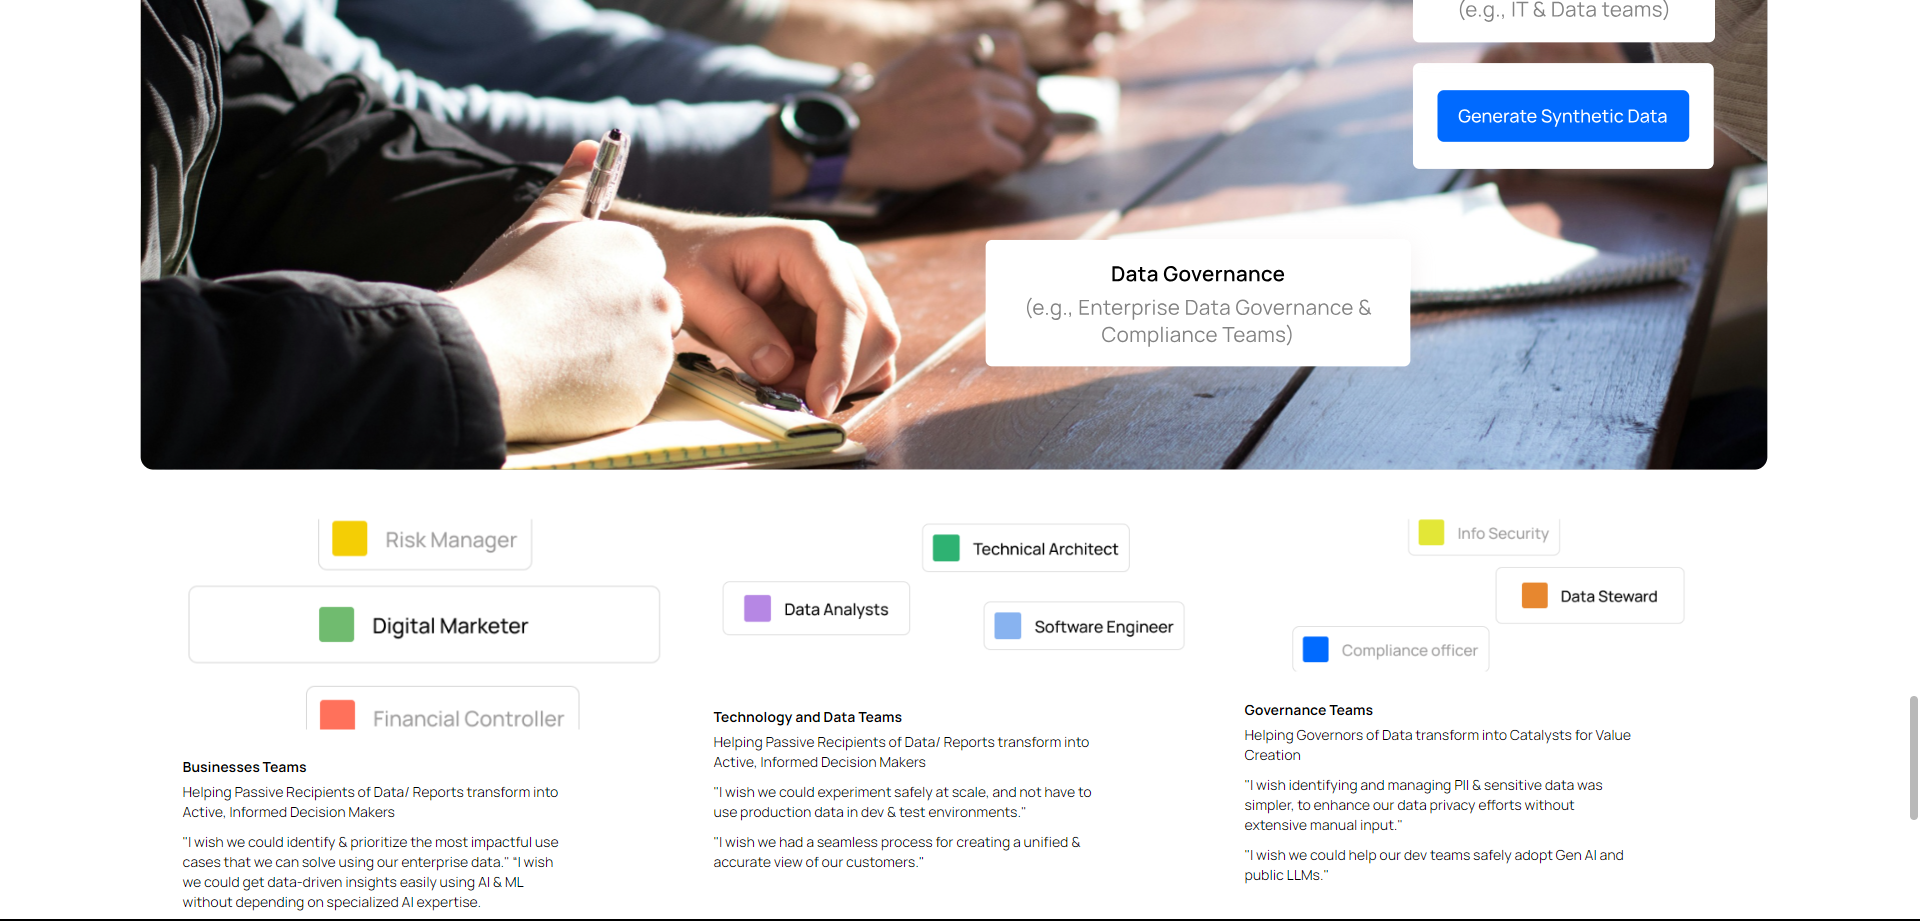 (e.g., IT & Data teams)
Generate Synthetic Data
Data Governance
(e.g., Enterprise Data Governance &
Compliance Teams)
Risk Manager
Digital Marketer
Financial Controller
Businesses Teams
Helping Passive Recipients of Data/ Reports transform into
Active, Informed Decision Makers
"I wish we could identify & prioritize the most impactful use
cases that we can solve using our enterprise data." “I wish
we could get data-driven insights easily using AI & ML
without depending on specialized AI expertise.
Technical Architect
Data Analysts
Software Engineer
Technology and Data Teams
Helping Passive Recipients of Data/ Reports transform into
Active, Informed Decision Makers
"I wish we could experiment safely at scale, and not have to
use production data in dev & test environments."
"I wish we had a seamless process for creating a unified &
accurate view of our customers."
Info Security
Data Steward
Compliance officer
Governance Teams
Helping Governors of Data transform into Catalysts for Value
Creation
"I wish identifying and managing PII & sensitive data was
simpler, to enhance our data privacy efforts without
extensive manual input."
"I wish we could help our dev teams safely adopt Gen AI and
public LLMs."